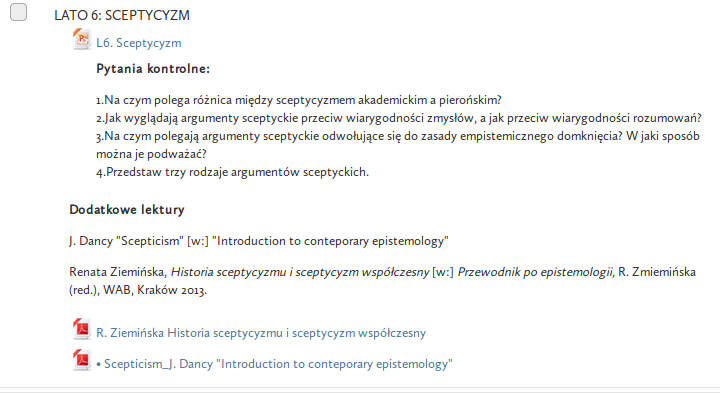 LATO 6: SCEPTYCYZM
L6. Sceptycyzm
Pytania kontrolne:
1.Na czym polega różnica między sceptycyzmem akademickim a pierońskim?
2.Jak wyglądają argumenty sceptyckie przeciw wiarygodności zmysłów, a jak przeciw wiarygodności rozumowań?
3.Na czym polegają argumenty sceptyckie odwołujące się do zasady empistemicznego domknięcia? W jaki sposób
można je podważać?
4.Przedstaw trzy rodzaje argumentów sceptyckich.
Dodatkowe lektury
J. Dancy "Scepticism" [w:] "Introduction to conteporary epistemology"
Renata Ziemińska, Historia sceptycyzmu i sceptycyzm współczesny [w:] Przewodnik po epistemologii, R. Zmiemińska
(red.), WAB, Kraków 2013.
R. Ziemińska Historia sceptycyzmu i sceptycyzm współczesny
• Scepticism_J. Dancy "Introduction to conteporary epistemology"